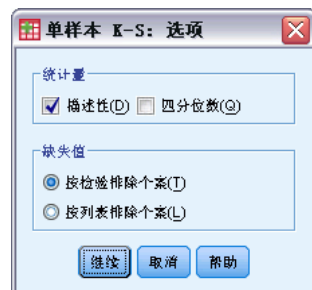 单样本 K-S: 选项
统计量
描述性(D) 四分位数(Q)
缺失值
按检验排除个案(T)
按列表排除个案(L)
继续 取消 帮助